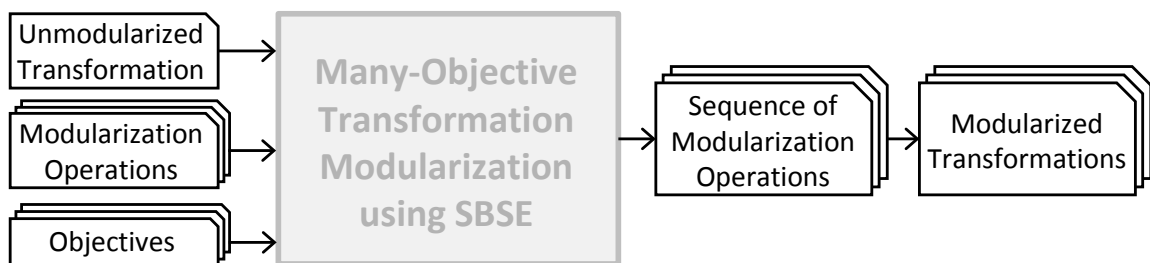 Unmodularized
Transformation
Modularization
Operations
Objectives
Many-Objective
Transformation
Modularization
using SBSE
Sequence of
Modularization
Operations
Modularized
Transformations